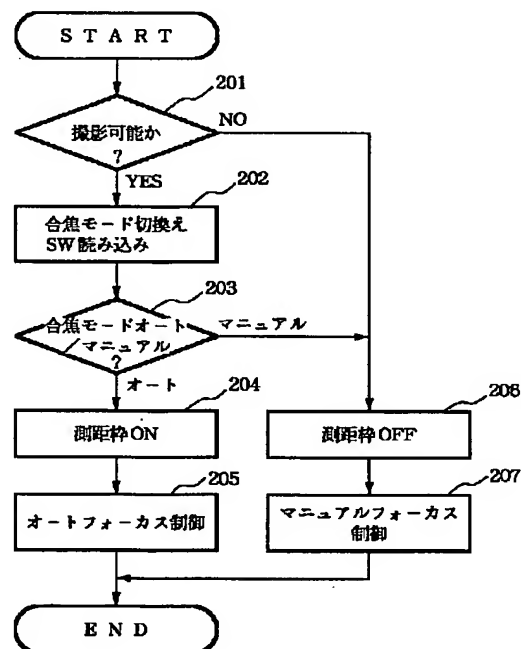 START
201
撮影可能か
?
NO
YES
202
合焦モード切換え
SW読み込み
203
合焦モードオート
マニュアル
?
マニュアル
オート
204
測距枠ON
206
測距枠OFF
205
オートフォーカス制御
207
マニュアルフォーカス
制御
END